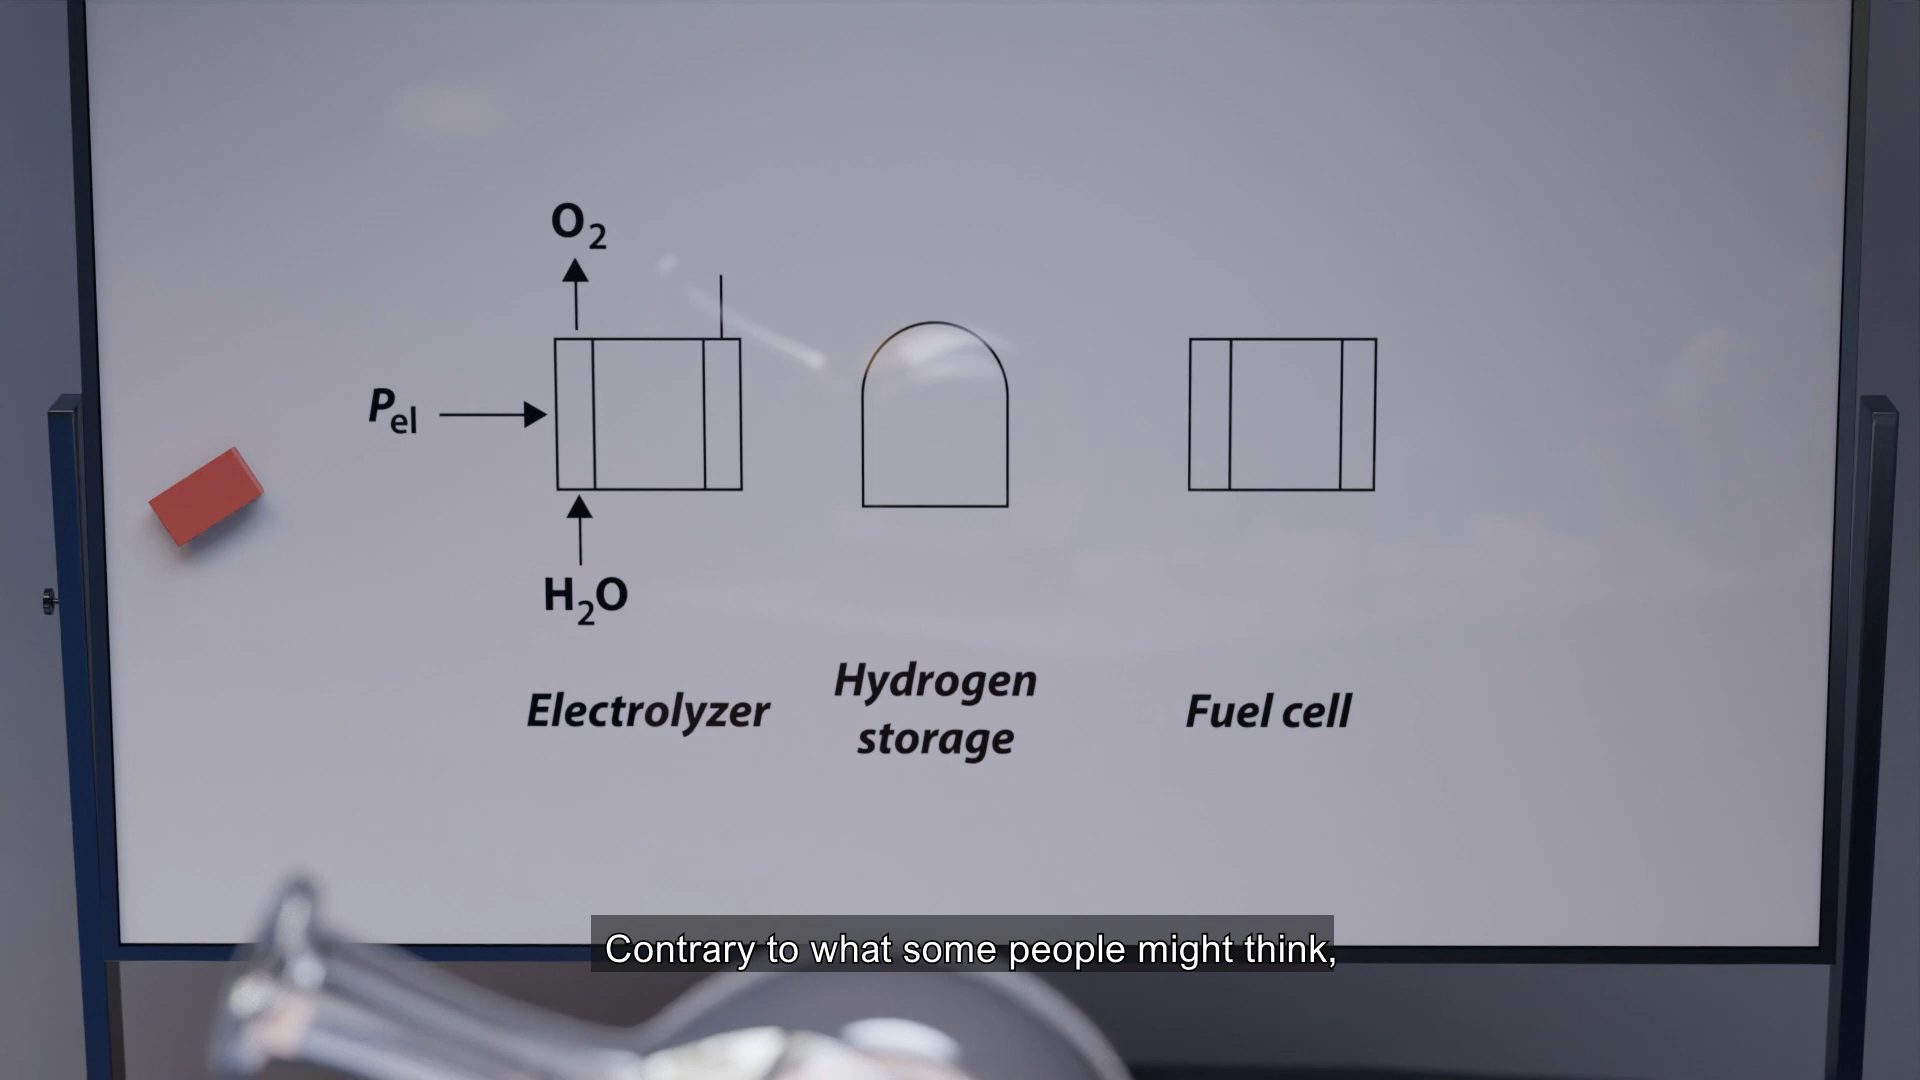 O₂
Pel
H₂O
Electrolyzer
Hydrogen
storage
Fuel cell
Contrary to what some people might think,